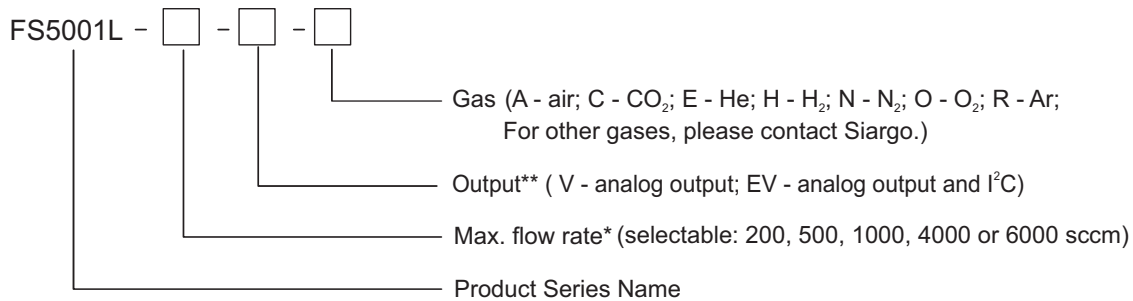 FS5001L - □ - □ - □
Gas (A - air; C - CO₂; E - He; H - H₂; N - N₂; O - O₂; R - Ar;
For other gases, please contact Siargo.)
Output** ( V - analog output; EV - analog output and I²C)
Max. flow rate* (selectable: 200, 500, 1000, 4000 or 6000 sccm)
Product Series Name